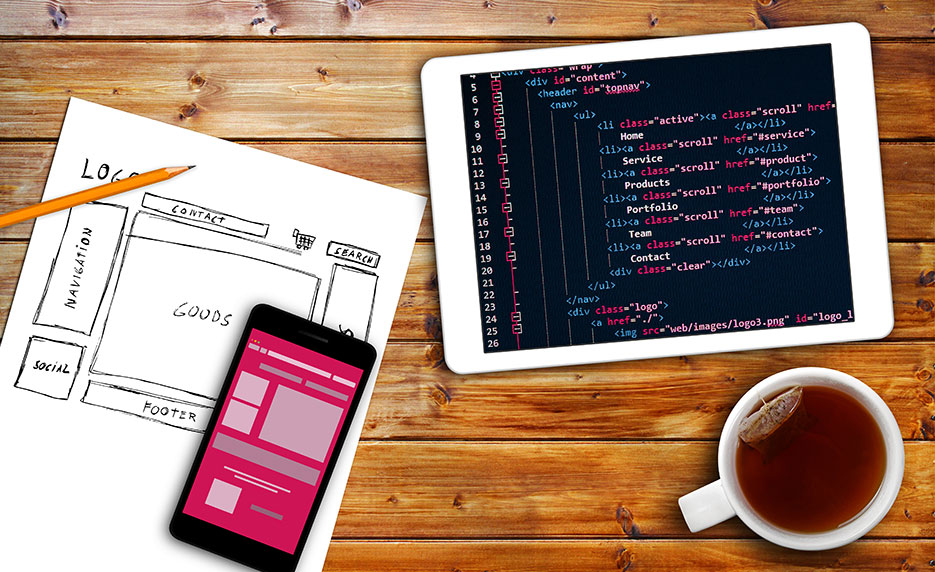 LOGO
CONTACT
NAVIGATION
SEARCH
GOODS
SOCIAL
FOOTER
4 <div class="wrap">
5 <div id="content">
6 <header id="topnav">
7 <nav>
8 <ul>
9 <li class="active"><a class="scroll" href=
10 Home </a></li>
11 <li><a class="scroll" href="#service">
12 Service </a></li>
13 <li><a class="scroll" href="#product">
14 Products </a></li>
15 <li><a class="scroll" href="#portfolio">
16 Portfolio </a></li>
17 <li><a class="scroll" href="#team">
18 Team </a></li>
19 <li><a class="scroll" href="#contact">
20 Contact </a></li>
21 <div class="clear"></div>
22 </ul>
23 </nav>
24 <div class="logo">
25 <a href="./">
26 <img src="web/images/logo3.png" id="logo_l